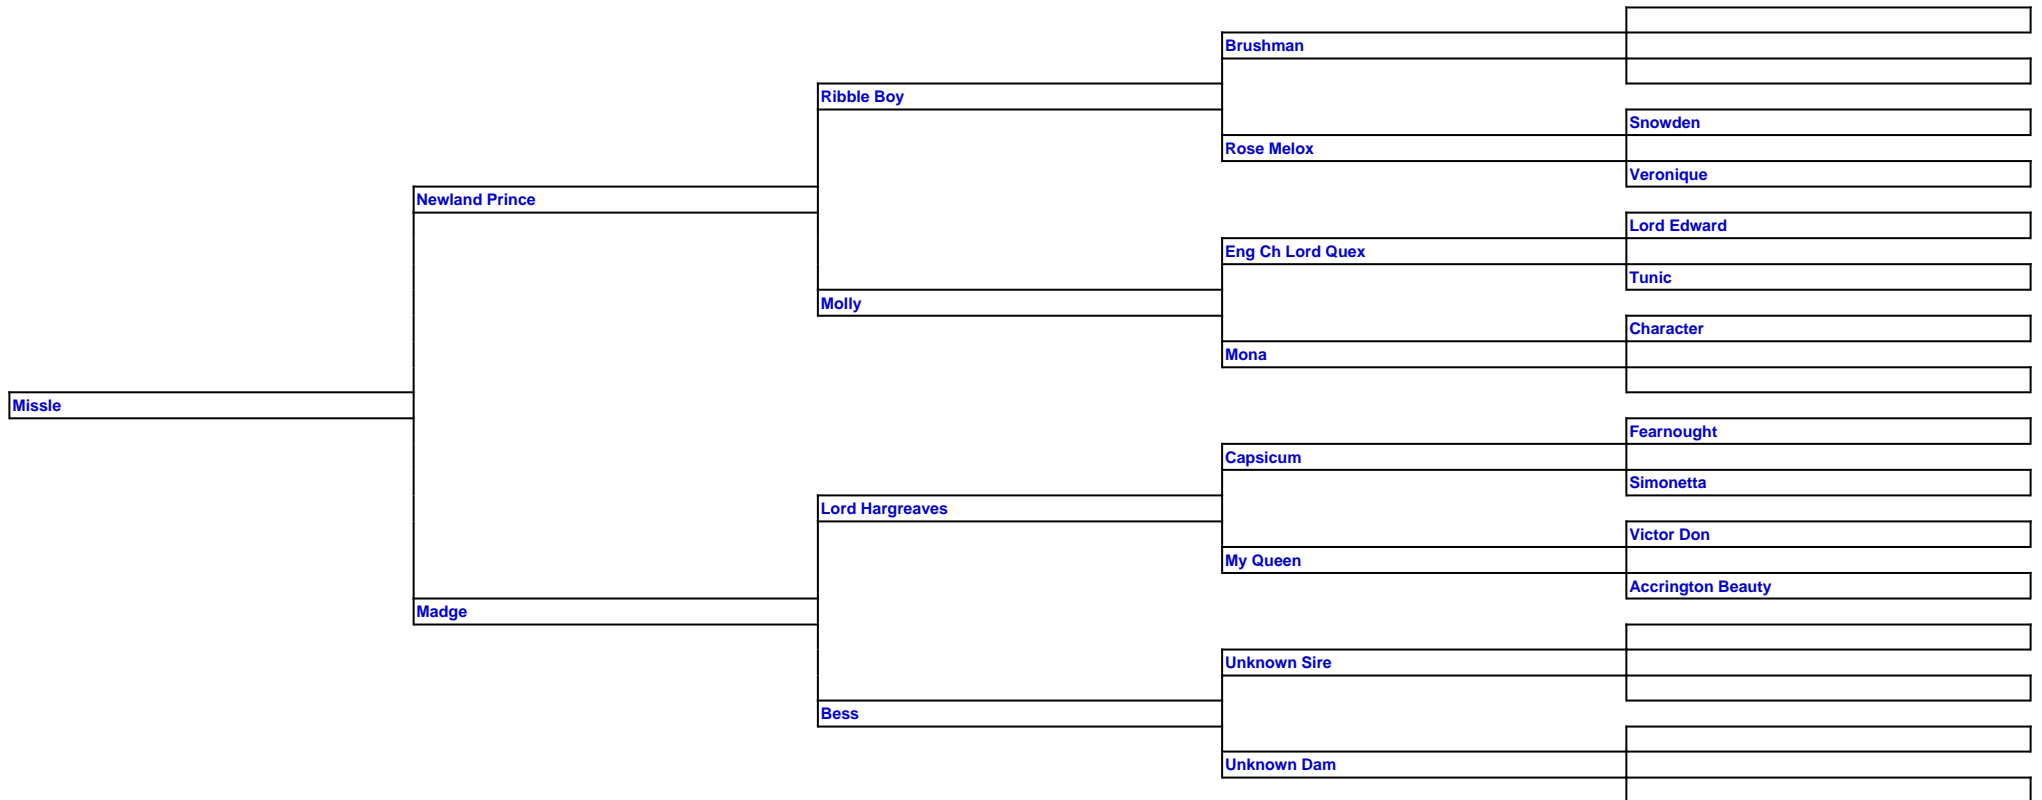 Brushman
Ribble Boy
Snowden
Rose Melox
Veronique
Newland Prince
Lord Edward
Eng Ch Lord Quex
Tunic
Molly
Character
Mona
Missle
Fearnought
Capsicum
Simonetta
Lord Hargreaves
Victor Don
My Queen
Accrington Beauty
Madge
Unknown Sire
Bess
Unknown Dam